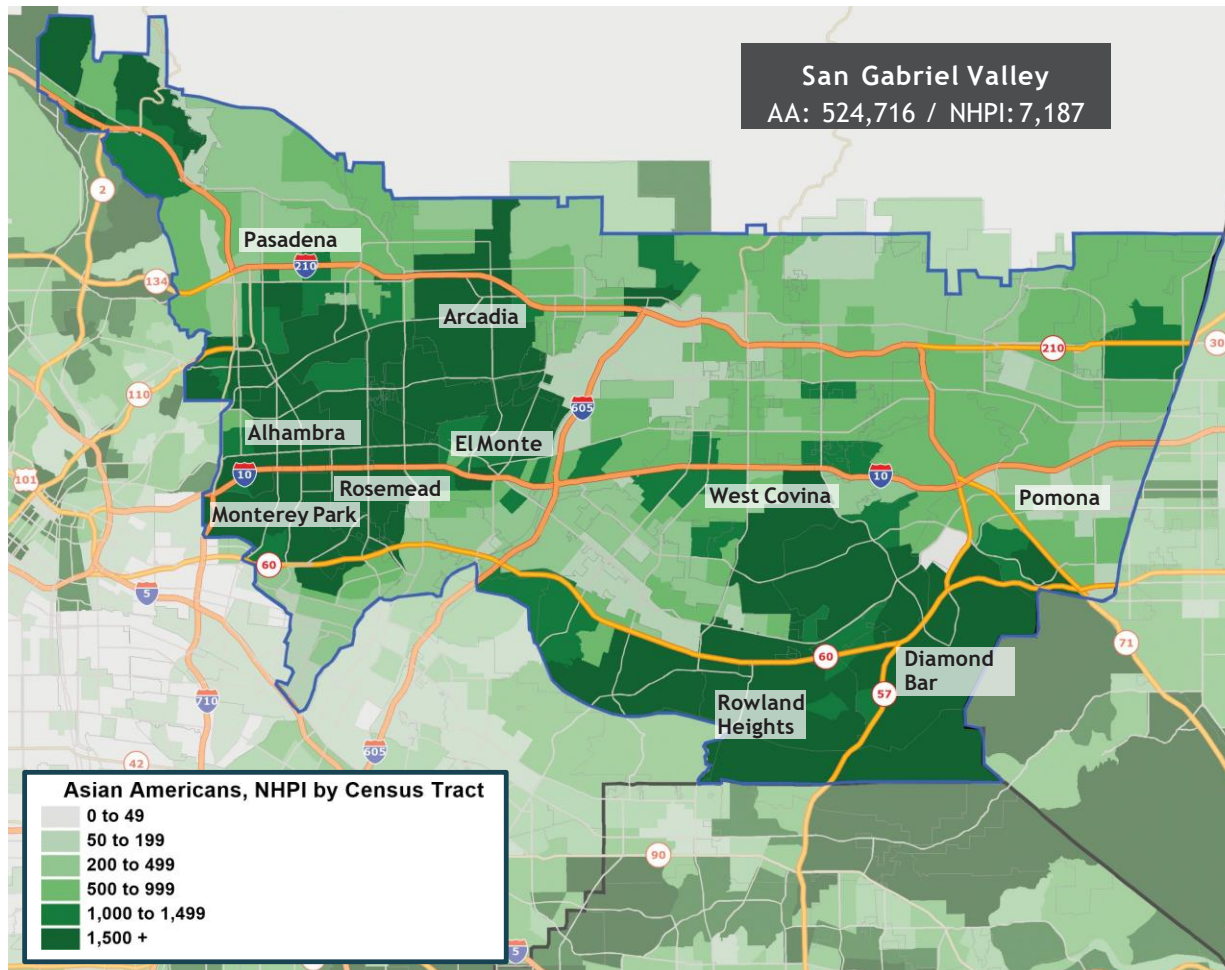 San Gabriel Valley
AA: 524,716 / NHPI: 7,187
2
Pasadena
210
134
Arcadia
210
30
110
605
Alhambra
El Monte
10
101
Rosemead
West Covina
10
Pomona
Monterey Park
60
5
71
60
Diamond
Bar
57
Rowland
Heights
710
605
42
90
5
Asian Americans, NHPI by Census Tract
0 to 49
50 to 199
200 to 499
500 to 999
1,000 to 1,499
1,500 +